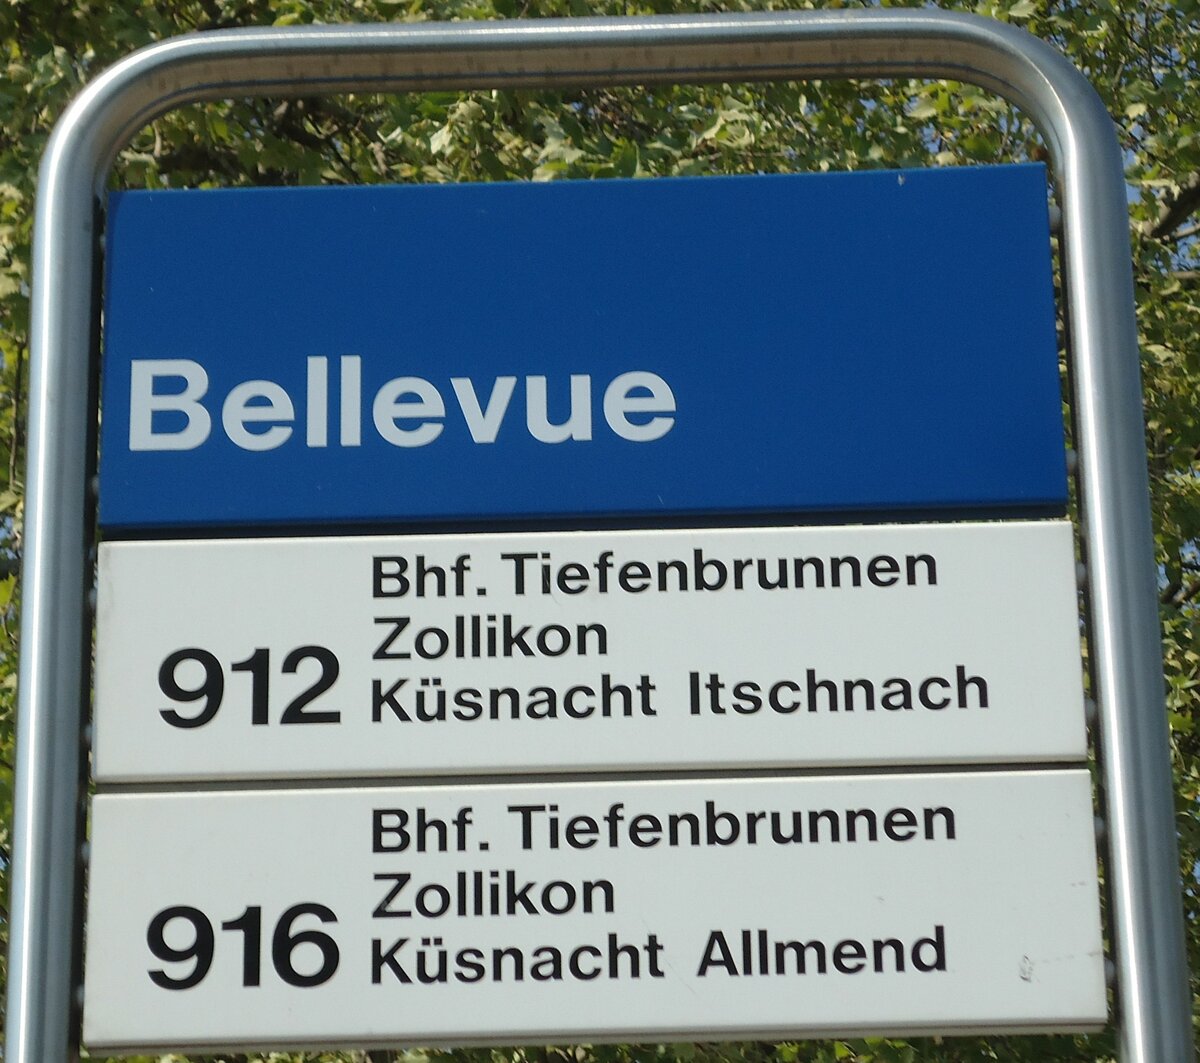 Bellevue
912
Bhf. Tiefenbrunnen
Zollikon
Küsnacht Itschnach
916
Bhf. Tiefenbrunnen
Zollikon
Küsnacht Allmend